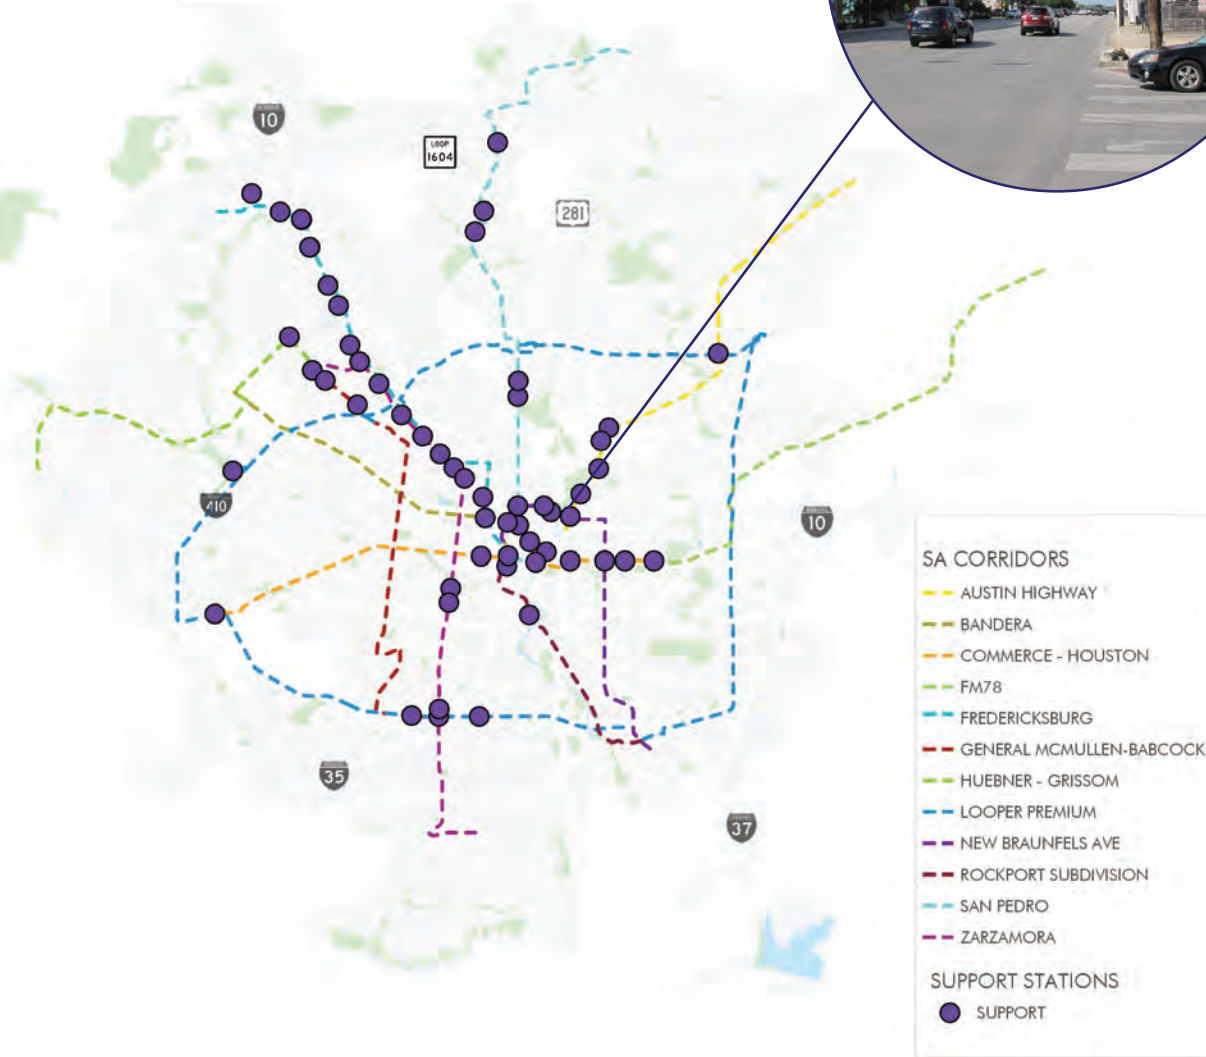 10
LOOP
1604
281
410
10
35
37
SA CORRIDORS
AUSTIN HIGHWAY
BANDERA
COMMERCE - HOUSTON
FM78
FREDERICKSBURG
GENERAL MCMULLEN-BABCOCK
HUEBNER - GRISSOM
LOOPER PREMIUM
NEW BRAUNFELS AVE
ROCKPORT SUBDIVISION
SAN PEDRO
ZARZAMORA
SUPPORT STATIONS
SUPPORT